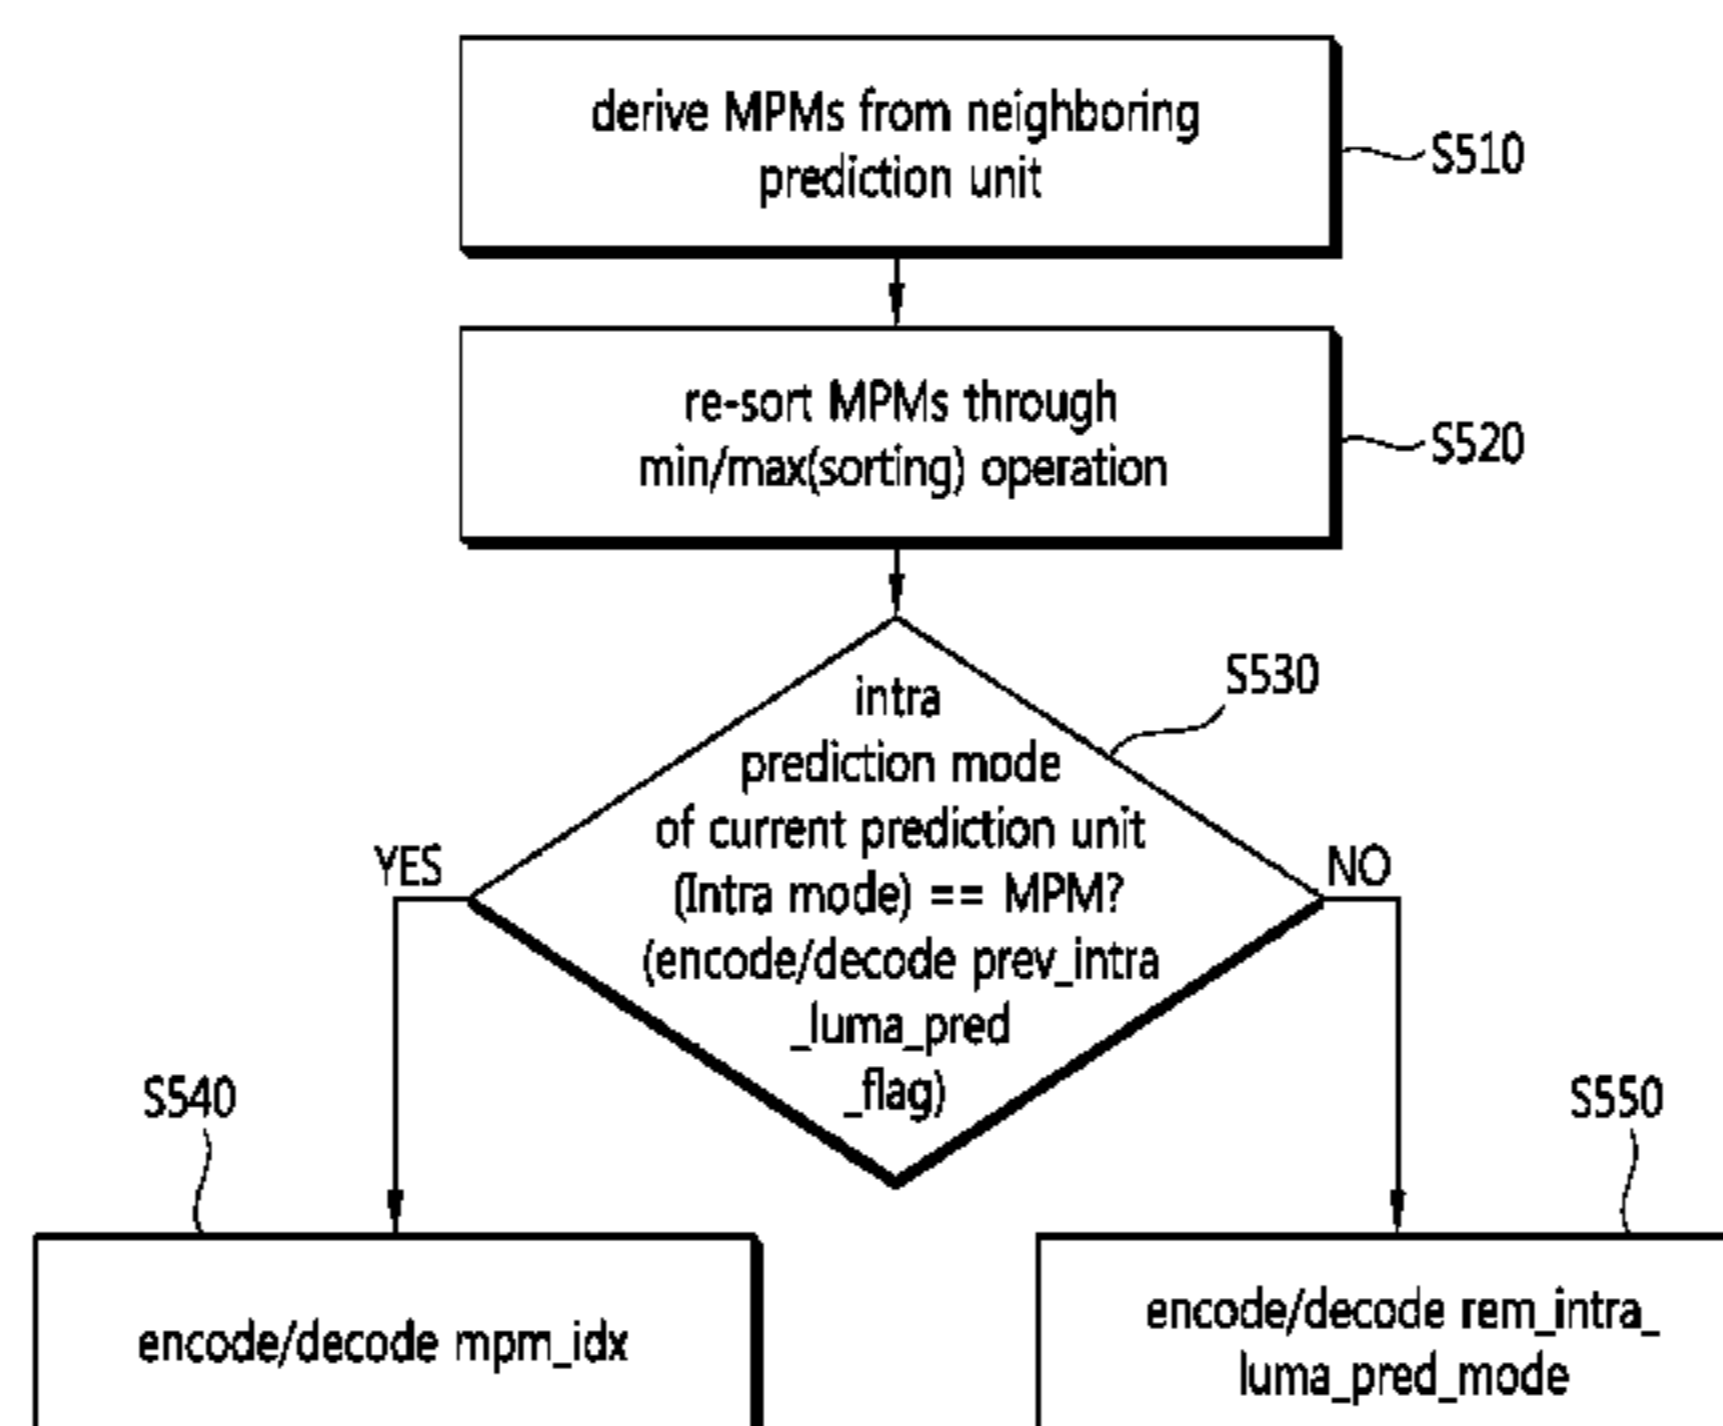 derive MPMs from neighboring
prediction unit
S510
re-sort MPMs through
min/max(sorting) operation
S520
S530
intra
prediction mode
of current prediction unit
(Intra mode) == MPM?
(encode/decode prev_intra
_luma_pred
_flag)
YES
NO
S540
S550
encode/decode mpm_idx
encode/decode rem_intra_
luma_pred_mode